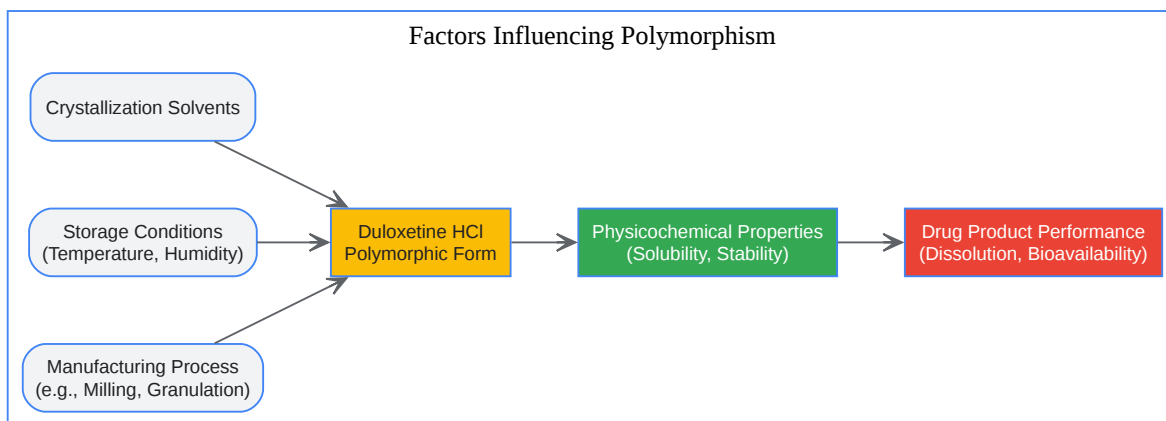 Factors Influencing Polymorphism
Crystallization Solvents
Storage Conditions
(Temperature, Humidity)
Manufacturing Process
(e.g., Milling, Granulation)
Duloxetine HCl
Polymorphic Form
Physicochemical Properties
(Solubility, Stability)
Drug Product Performance
(Dissolution, Bioavailability)